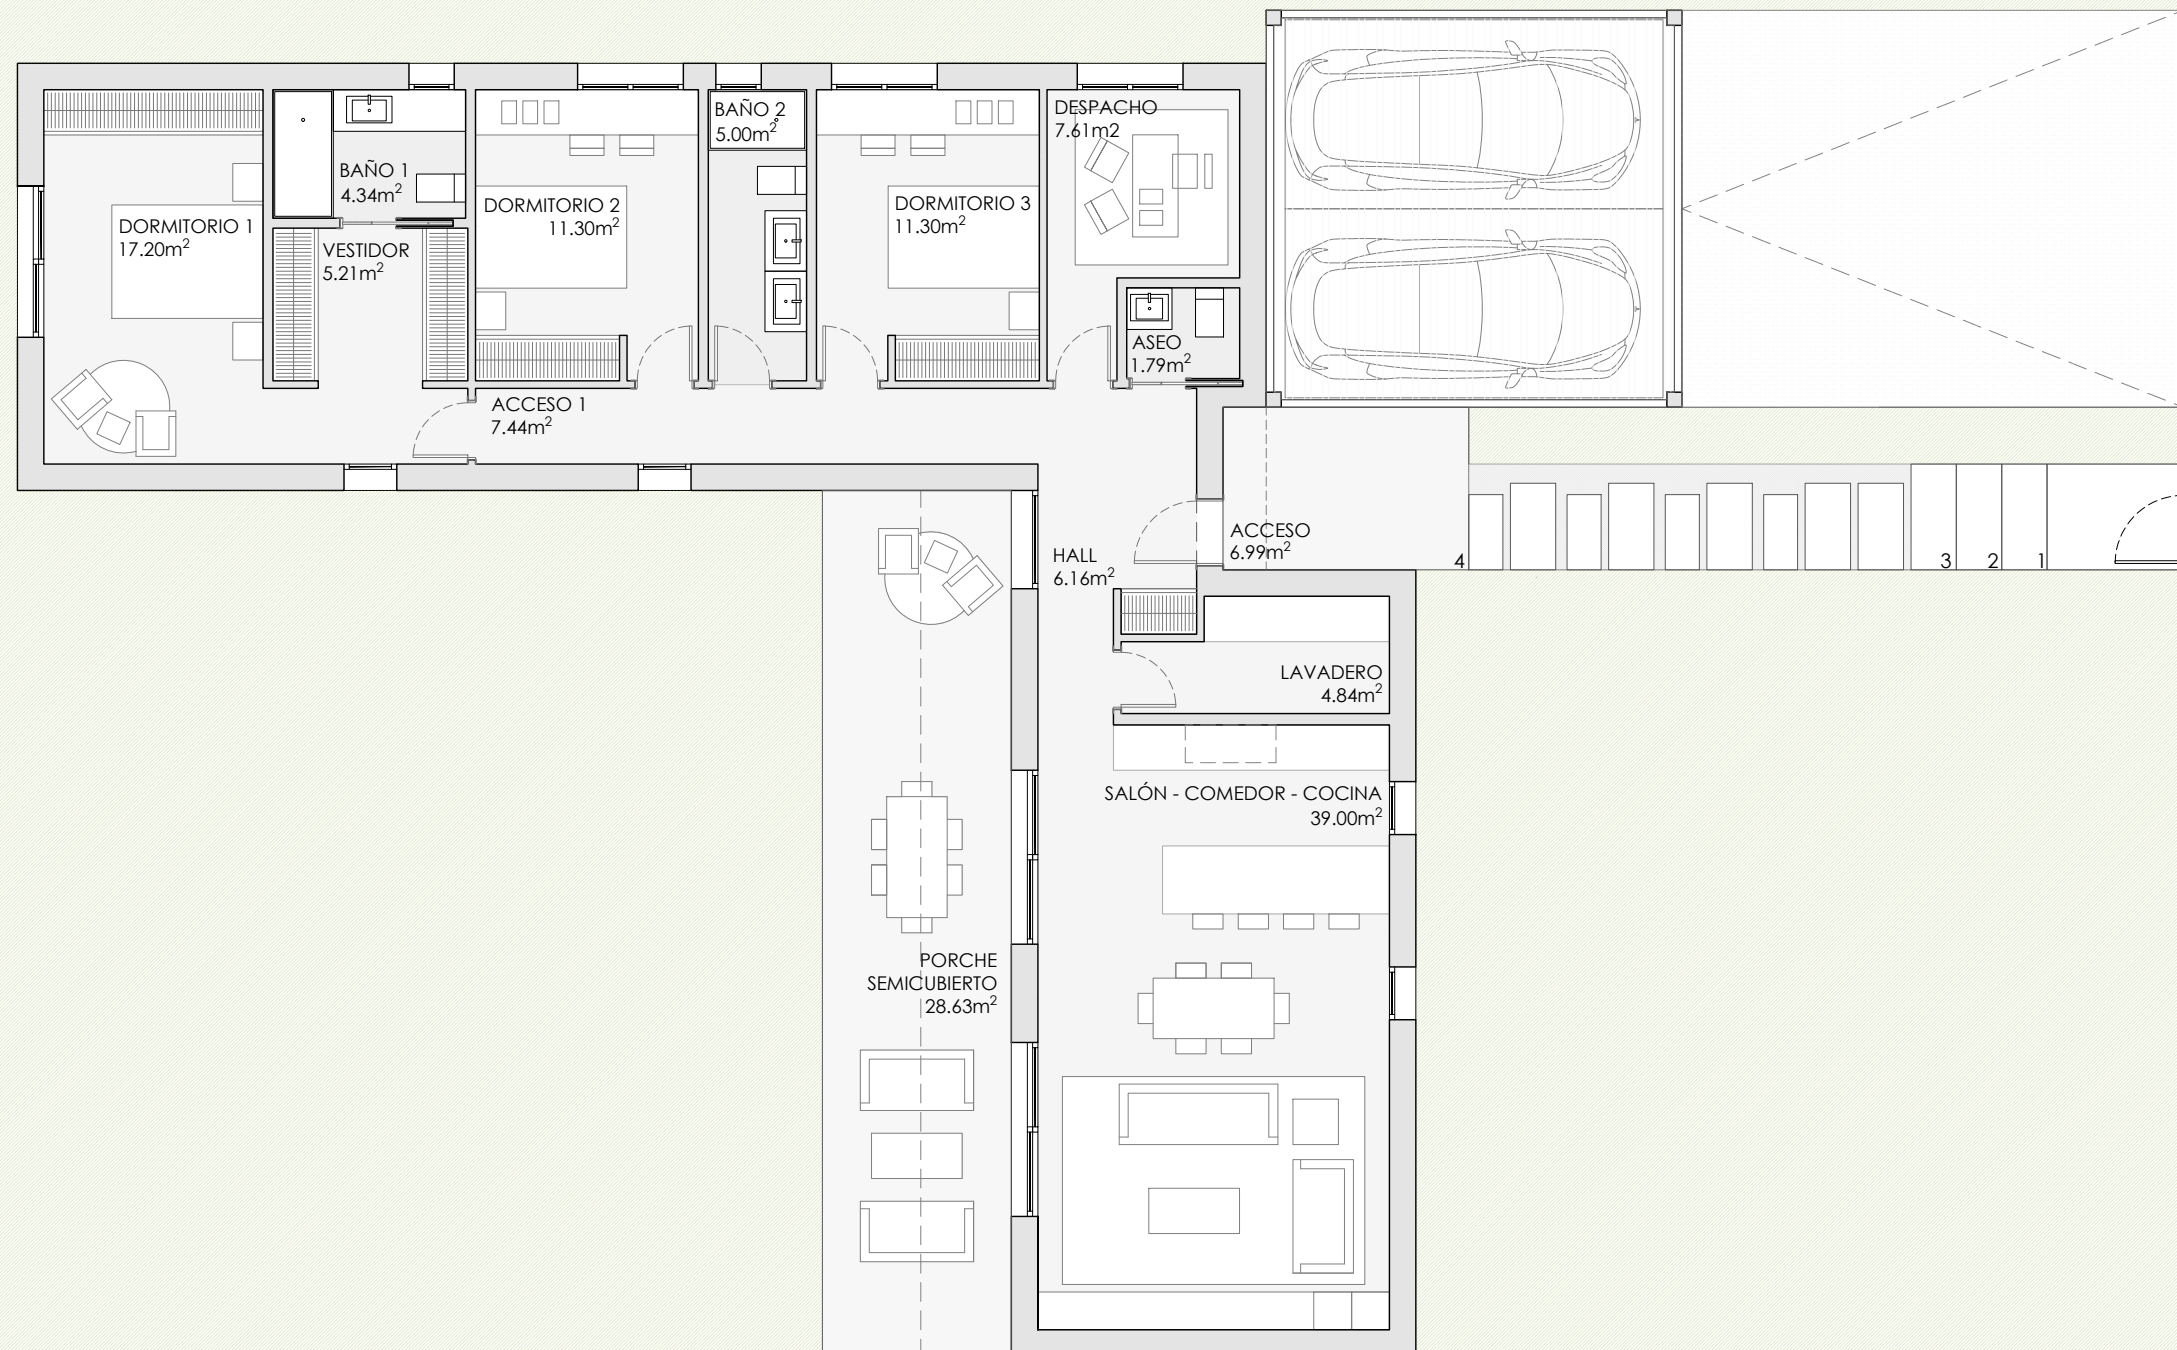 BAÑO 1
4.34m²
DORMITORIO 1
17.20m²
VESTIDOR
5.21m²
DORMITORIO 2
11.30m²
BAÑO 2
5.00m²
DORMITORIO 3
11.30m²
DESPACHO
7.61m2
ASEO
1.79m²
ACCESO 1
7.44m²
HALL
6.16m²
ACCESO
6.99m²
4
3
2
1
LAVADERO
4.84m²
SALÓN - COMEDOR - COCINA
39.00m²
PORCHE
SEMICUBIERTO
28.63m²